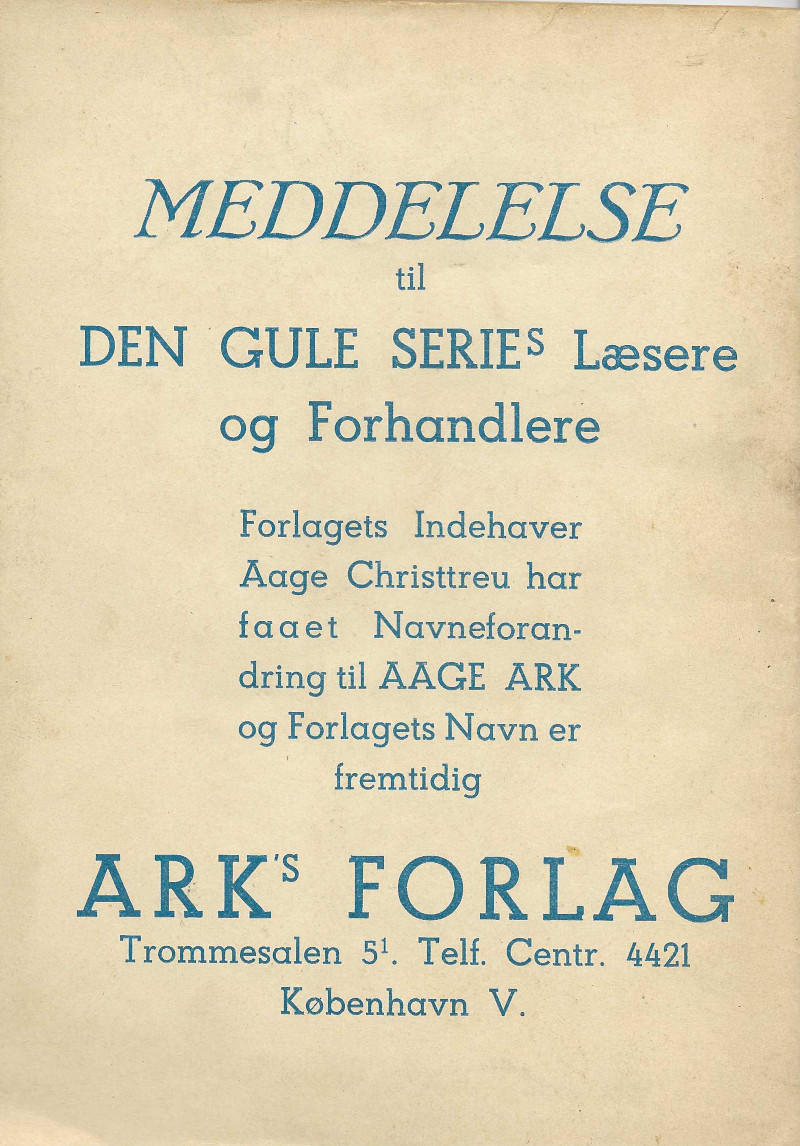 MEDDELELSE
til
DEN GULE SERIES Læsere
og Forhandlere
Forlagets Indehaver
Aage Christtreu har
faaet Navneforan-
dring til AAGE ARK
og Forlagets Navn er
fremtidig
ARK'S FORLAG
Trommesalen 5¹. Telf. Centr. 4421
København V.